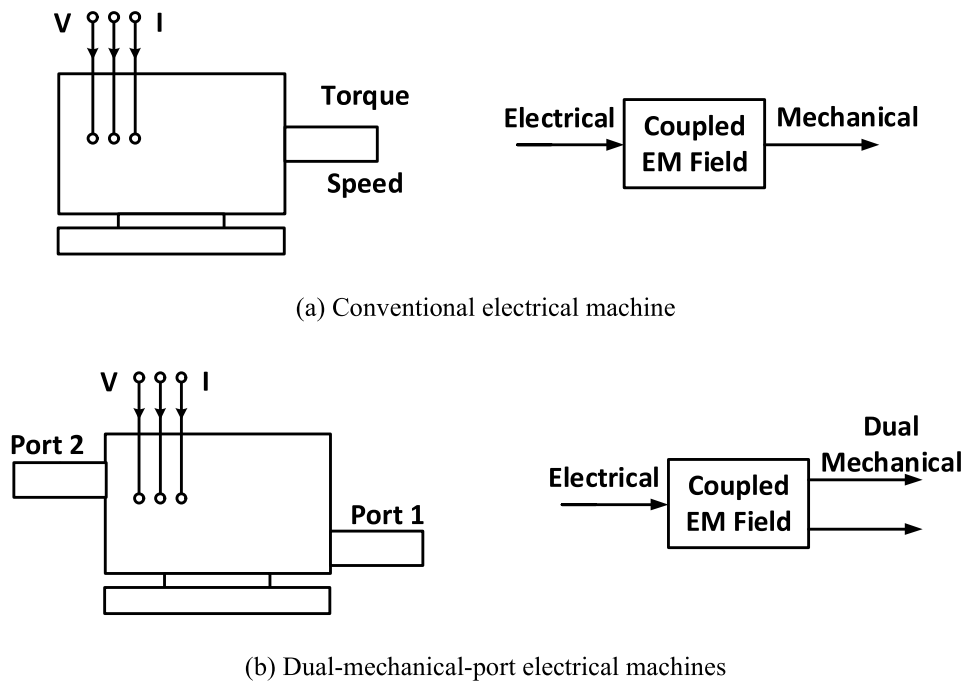 V I
Torque
Speed
Electrical
Coupled
EM Field
Mechanical
(a) Conventional electrical machine
V I
Port 2
Port 1
Electrical
Coupled
EM Field
Dual
Mechanical
(b) Dual-mechanical-port electrical machines